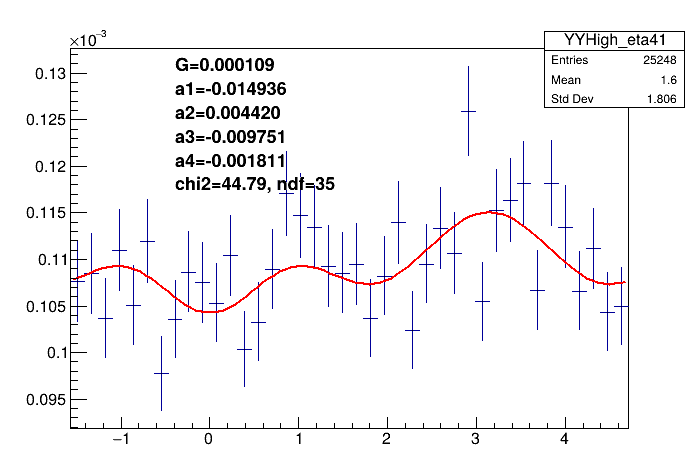 ×10⁻³
YYHigh_eta41
Entries 25248
Mean 1.6
Std Dev 1.806
G=0.000109
a1=-0.014936
a2=0.004420
a3=-0.009751
a4=-0.001811
chi2=44.79, ndf=35
0.13
0.125
0.12
0.115
0.11
0.105
0.1
0.095
−1 0 1 2 3 4